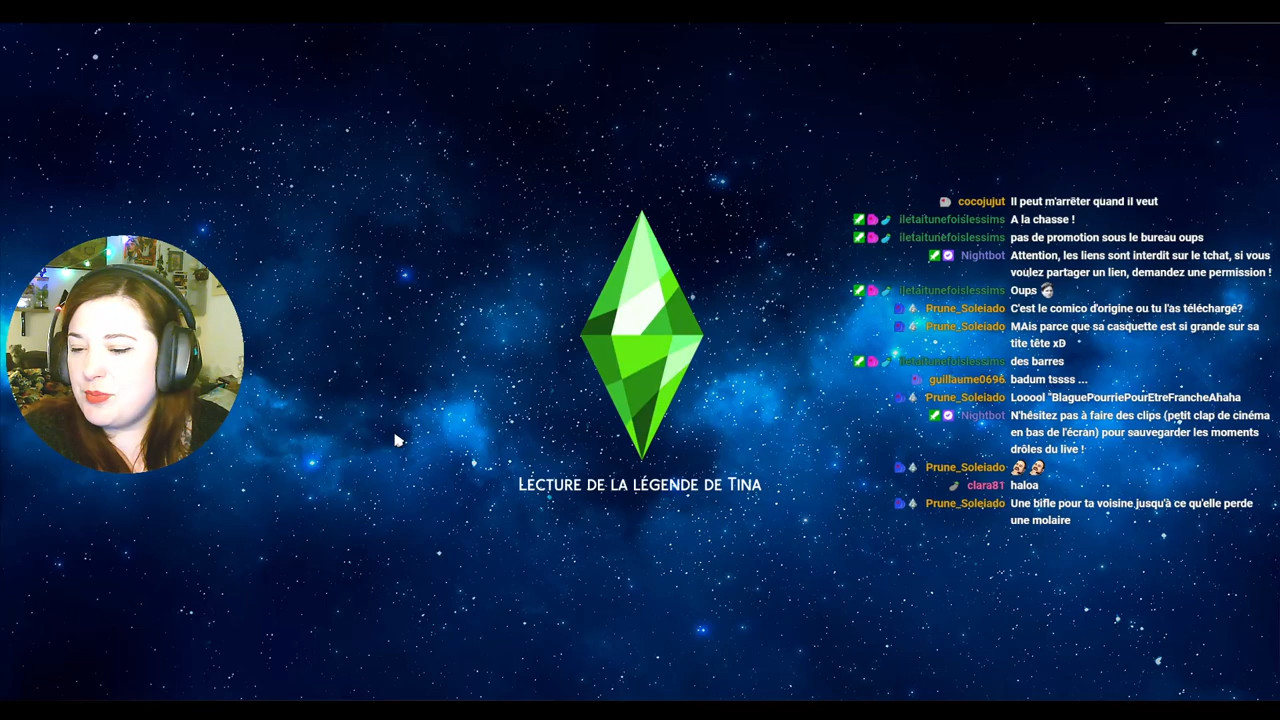 cocojujut Il peut m'arrêter quand il veut
iletaitunefoislessims A la chasse !
iletaitunefoislessims pas de promotion sous le bureau oups
Nightbot Attention, les liens sont interdit sur le tchat, si vous
voulez partager un lien, demandez une permission !
iletaitunefoislessims Oups
Prune_Soleiado C'est le comico d'origine ou tu l'as téléchargé?
Prune_Soleiado MAis parce que sa casquette est si grande sur sa
tite tête xD
iletaitunefoislessims des barres
guillaume0696 badum tssss ...
Prune_Soleiado Looool "BlaguePourriePourEtreFrancheAhaha
Nightbot N'hésitez pas à faire des clips (petit clap de cinéma
en bas de l'écran) pour sauvegarder les moments
drôles du live !
Prune_Soleiado
clara81 haloa
Prune_Soleiado Une bifle pour ta voisine jusqu'à ce qu'elle perde
une molaire
Lecture de la légende de Tina